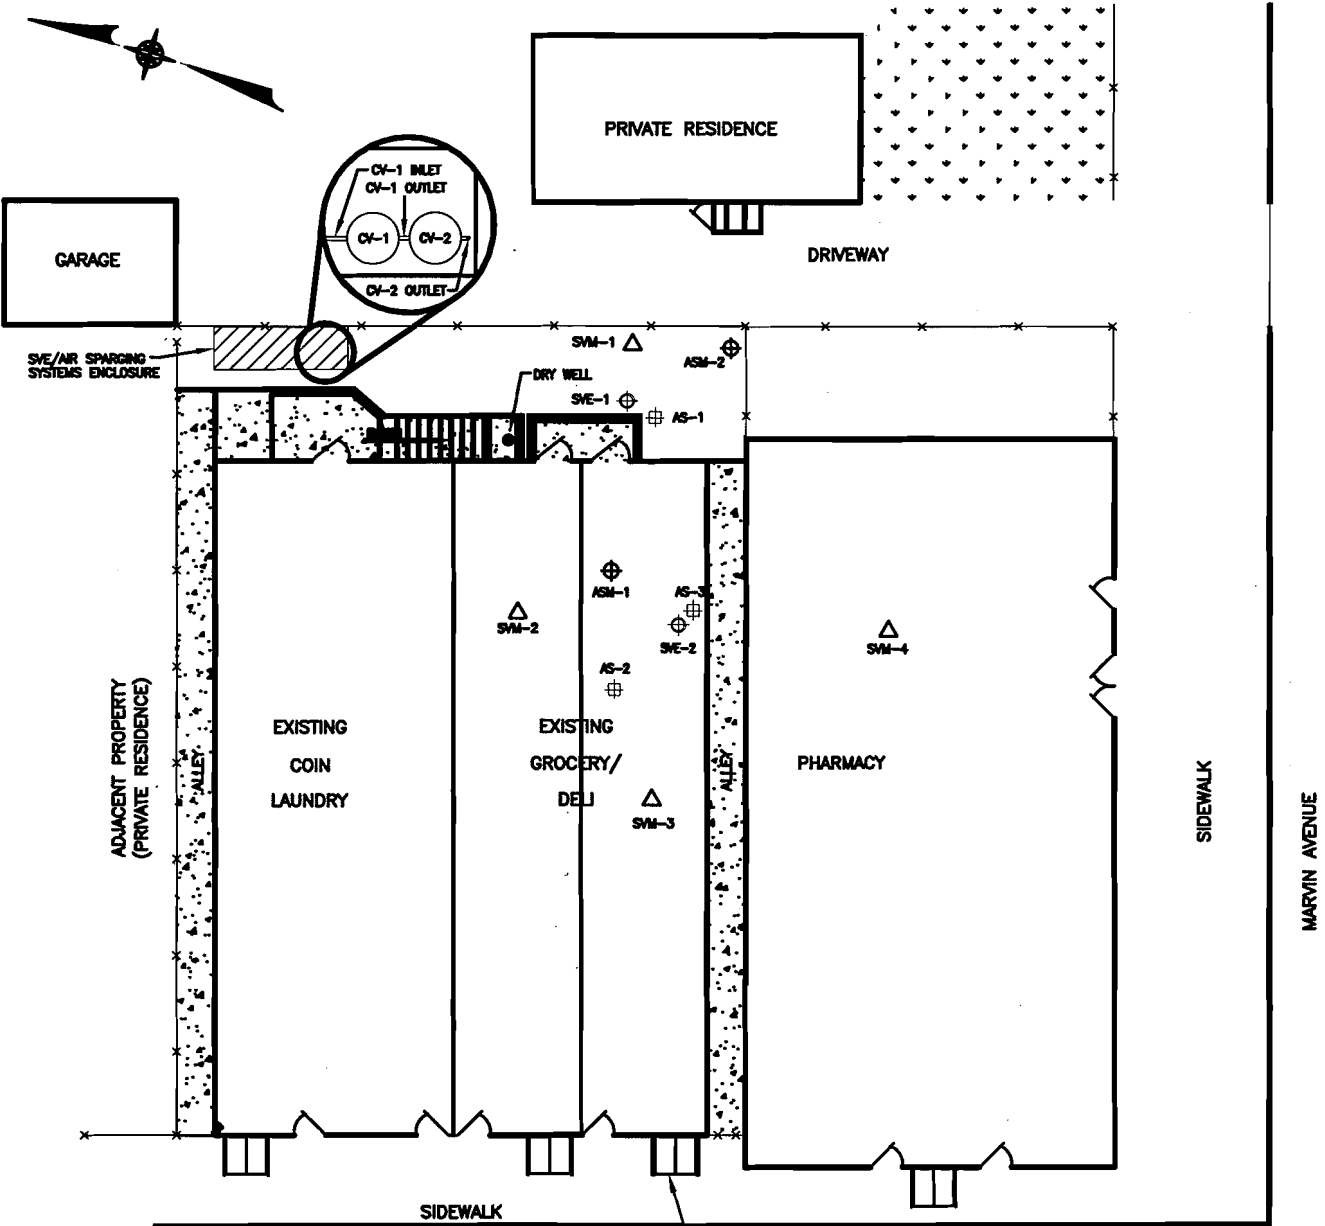 PRIVATE RESIDENCE
CV-1 INLET
CV-1 OUTLET
CV-1
CV-2
CV-2 OUTLET
GARAGE
DRIVEWAY
SVE/AIR SPARGING
SYSTEMS ENCLOSURE
SVM-1
ASM-2
DRY WELL
SVE-1
AS-1
ASM-1
AS-3
SVM-2
SVE-2
SVM-4
AS-2
ADJACENT PROPERTY
(PRIVATE RESIDENCE)
ALLEY
EXISTING
COIN
LAUNDRY
EXISTING
GROCERY/
DELI
SVM-3
ALLEY
PHARMACY
SIDEWALK
MARVIN AVENUE
SIDEWALK